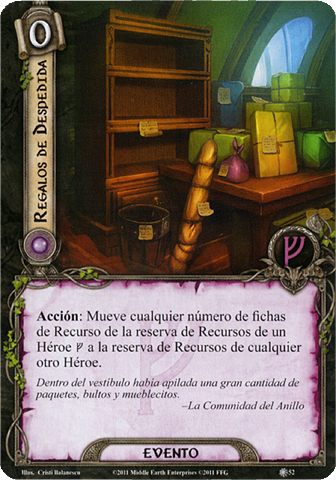 0
REGALOS DE DESPEDIDA
Acción: Mueve cualquier número de fichas
de Recurso de la reserva de Recursos de un
Héroe ᚠ a la reserva de Recursos de cualquier
otro Héroe.
Dentro del vestíbulo había apilada una gran cantidad de
paquetes, bultos y mueblecitos.
–La Comunidad del Anillo
EVENTO
Illus. Cristi Balanescu ©2011 Middle Earth Enterprises ©2011 FFG 52